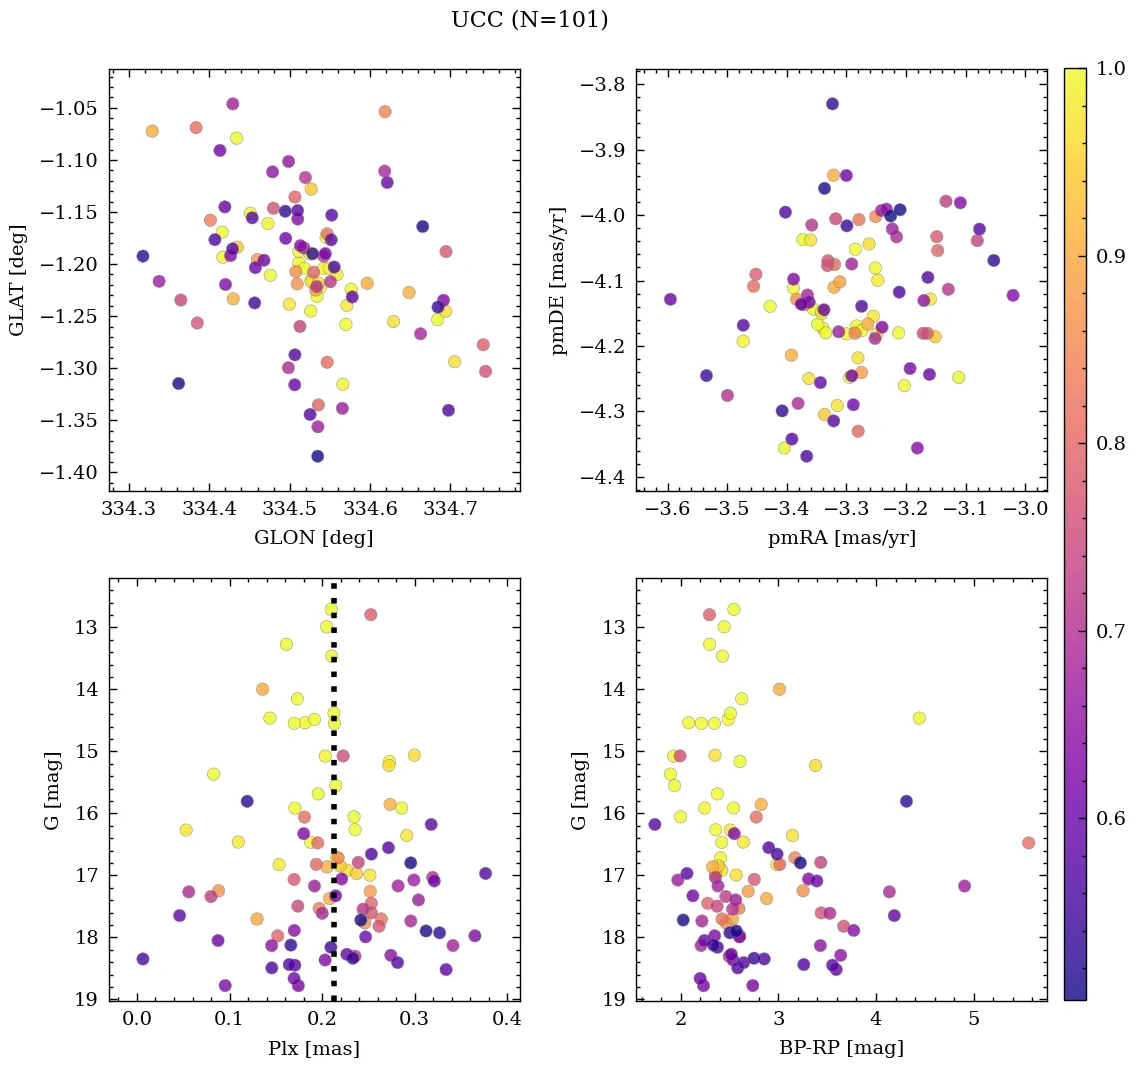 UCC (N=101)
−1.05
−1.10
−1.15
−1.20
−1.25
−1.30
−1.35
−1.40
GLAT [deg]
334.3 334.4 334.5 334.6 334.7
GLON [deg]
−3.8
−3.9
−4.0
−4.1
−4.2
−4.3
−4.4
pmDE [mas/yr]
−3.6 −3.5 −3.4 −3.3 −3.2 −3.1 −3.0
pmRA [mas/yr]
13
14
15
16
17
18
19
G [mag]
0.0 0.1 0.2 0.3 0.4
Plx [mas]
13
14
15
16
17
18
19
G [mag]
2 3 4 5
BP-RP [mag]
1.0
0.9
0.8
0.7
0.6